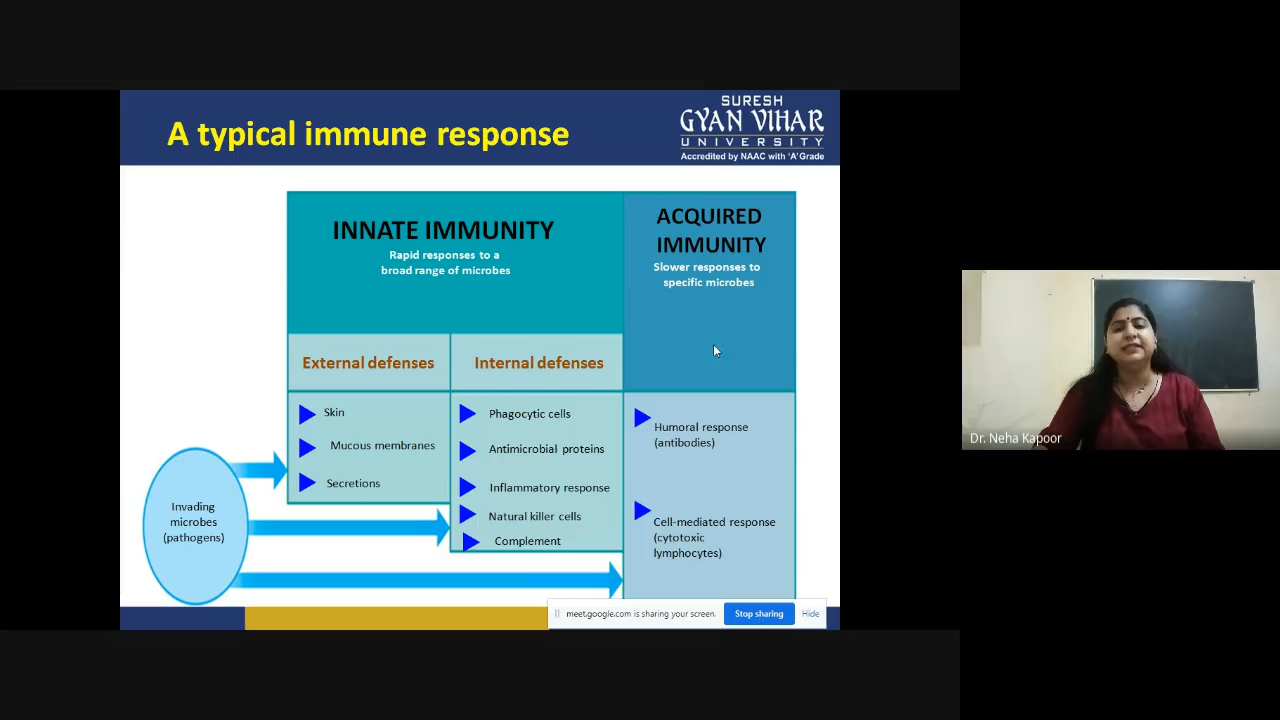 A typical immune response
SURESH
GYAN VIHAR
UNIVERSITY
Accredited by NAAC with 'A' Grade
INNATE IMMUNITY
Rapid responses to a
broad range of microbes
ACQUIRED
IMMUNITY
Slower responses to
specific microbes
External defenses
Internal defenses
Skin
Mucous membranes
Secretions
Phagocytic cells
Antimicrobial proteins
Inflammatory response
Natural killer cells
Complement
Humoral response
(antibodies)
Cell-mediated response
(cytotoxic
lymphocytes)
Invading
microbes
(pathogens)
meet.google.com is sharing your screen.
Stop sharing
Hide
Dr. Neha Kapoor